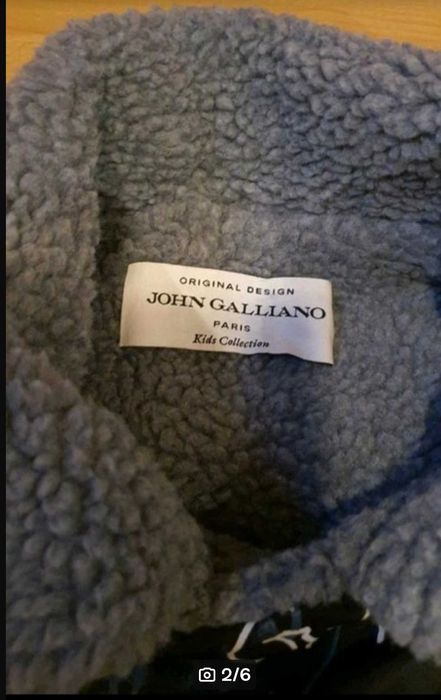 ORIGINAL DESIGN
JOHN GALLIANO
PARIS
Kids Collection
2/6